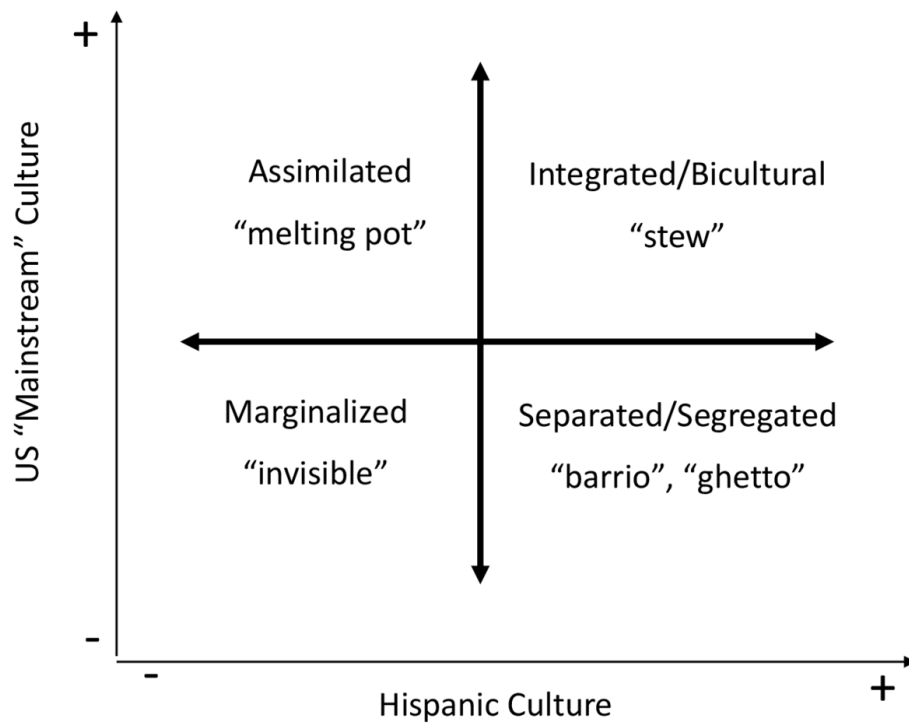 +
US “Mainstream” Culture
Assimilated
“melting pot”
Integrated/Bicultural
“stew”
Marginalized
“invisible”
Separated/Segregated
“barrio”, “ghetto”
-
-
+
Hispanic Culture